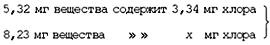 5,32 мг вещества содержит 3,34 мг хлора
8,23 мг вещества » » x мг хлора